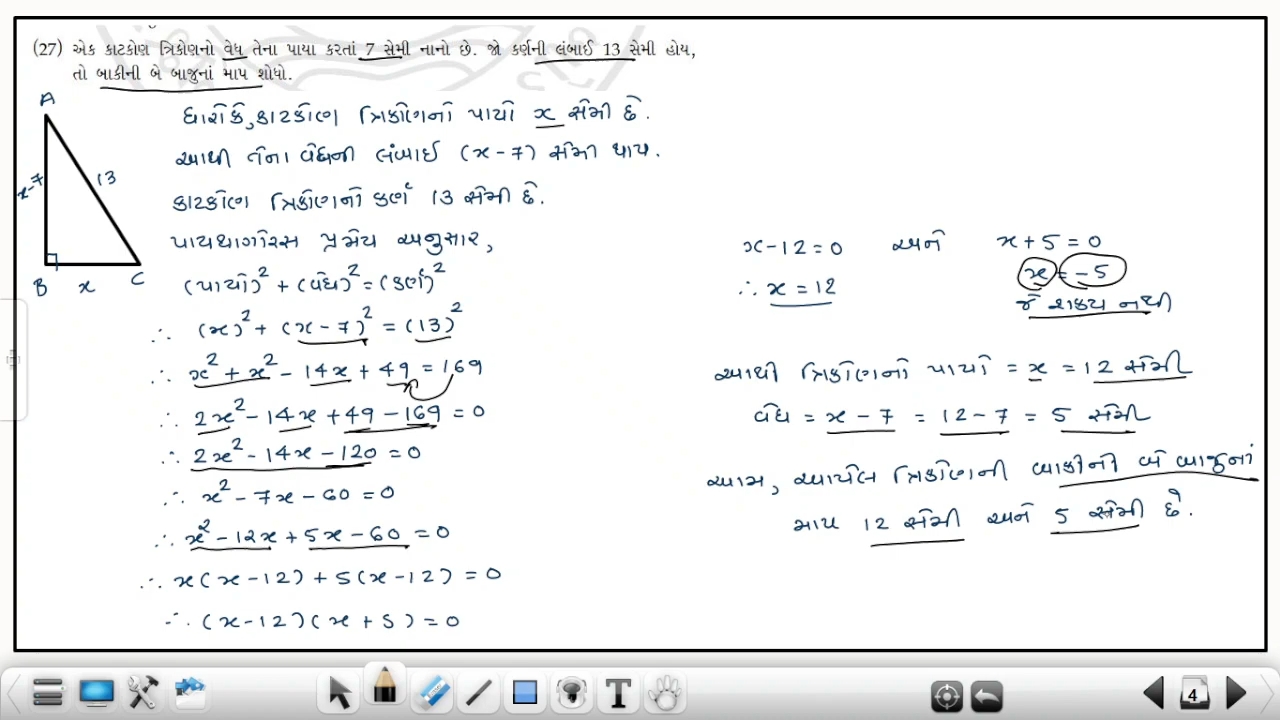 (27) એક કાટકોણ ત્રિકોણનો વેધ તેના પાયા કરતાં 7 સેમી નાનો છે. જો કર્ણની લંબાઈ 13 સેમી હોય,
તો બાકીની બે બાજુનાં માપ શોધો.
A
x-7
13
B
x
C
ધારોકે, કાટકોણ ત્રિકોણનો પાયો x સેમી છે.
આથી તેના વેધની લંબાઈ (x-7) સેમી થાય.
કાટકોણ ત્રિકોણનો કર્ણ 13 સેમી છે.
પાયથાગોરસ પ્રમેય અનુસાર,
(પાયો)² + (વેધ)² = (કર્ણ)²
∴ (x)² + (x-7)² = (13)²
∴ x² + x² - 14x + 49 = 169
∴ 2x² - 14x + 49 - 169 = 0
∴ 2x² - 14x - 120 = 0
∴ x² - 7x - 60 = 0
∴ x² - 12x + 5x - 60 = 0
∴ x(x-12) + 5(x-12) = 0
∴ (x-12)(x+5) = 0
x-12=0 અને x+5=0
∴ x = 12
x = -5
જે શક્ય નથી
આથી ત્રિકોણનો પાયો = x = 12 સેમી
વેધ = x-7 = 12-7 = 5 સેમી
આમ, આપેલ ત્રિકોણની બાકીની બે બાજુનાં
માપ 12 સેમી અને 5 સેમી છે.
T
4